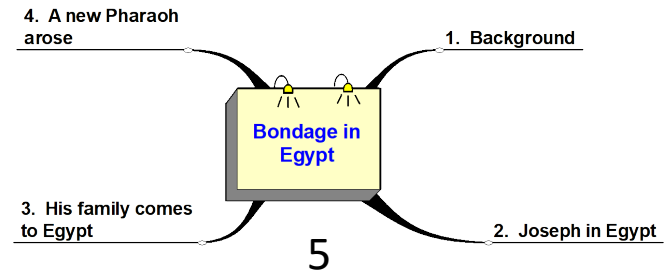 4.  A new Pharaoh
arose
1.  Background
Bondage in
Egypt
3.  His family comes
to Egypt
2.  Joseph in Egypt
5